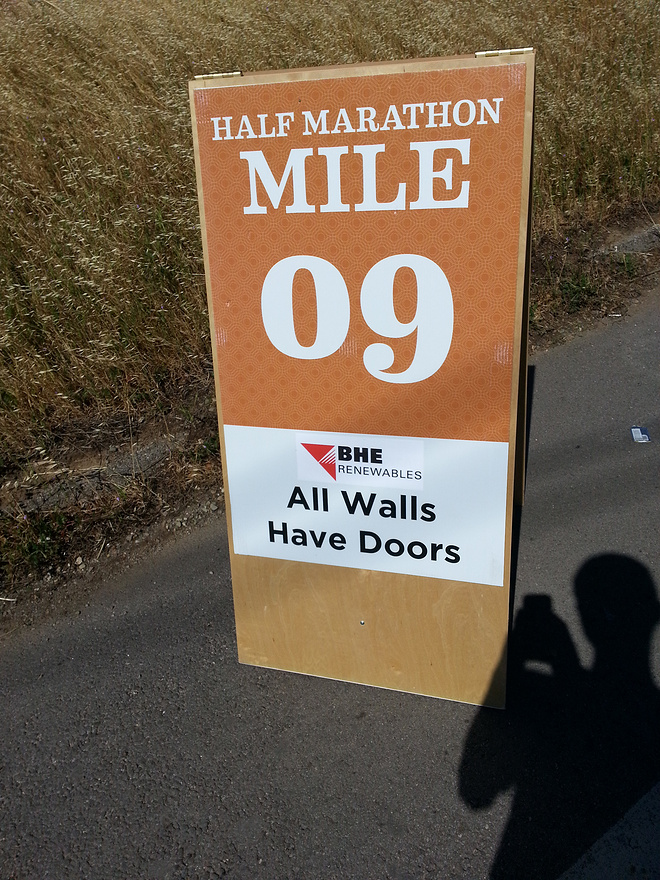 HALF MARATHON
MILE
09
BHE
RENEWABLES
All Walls
Have Doors